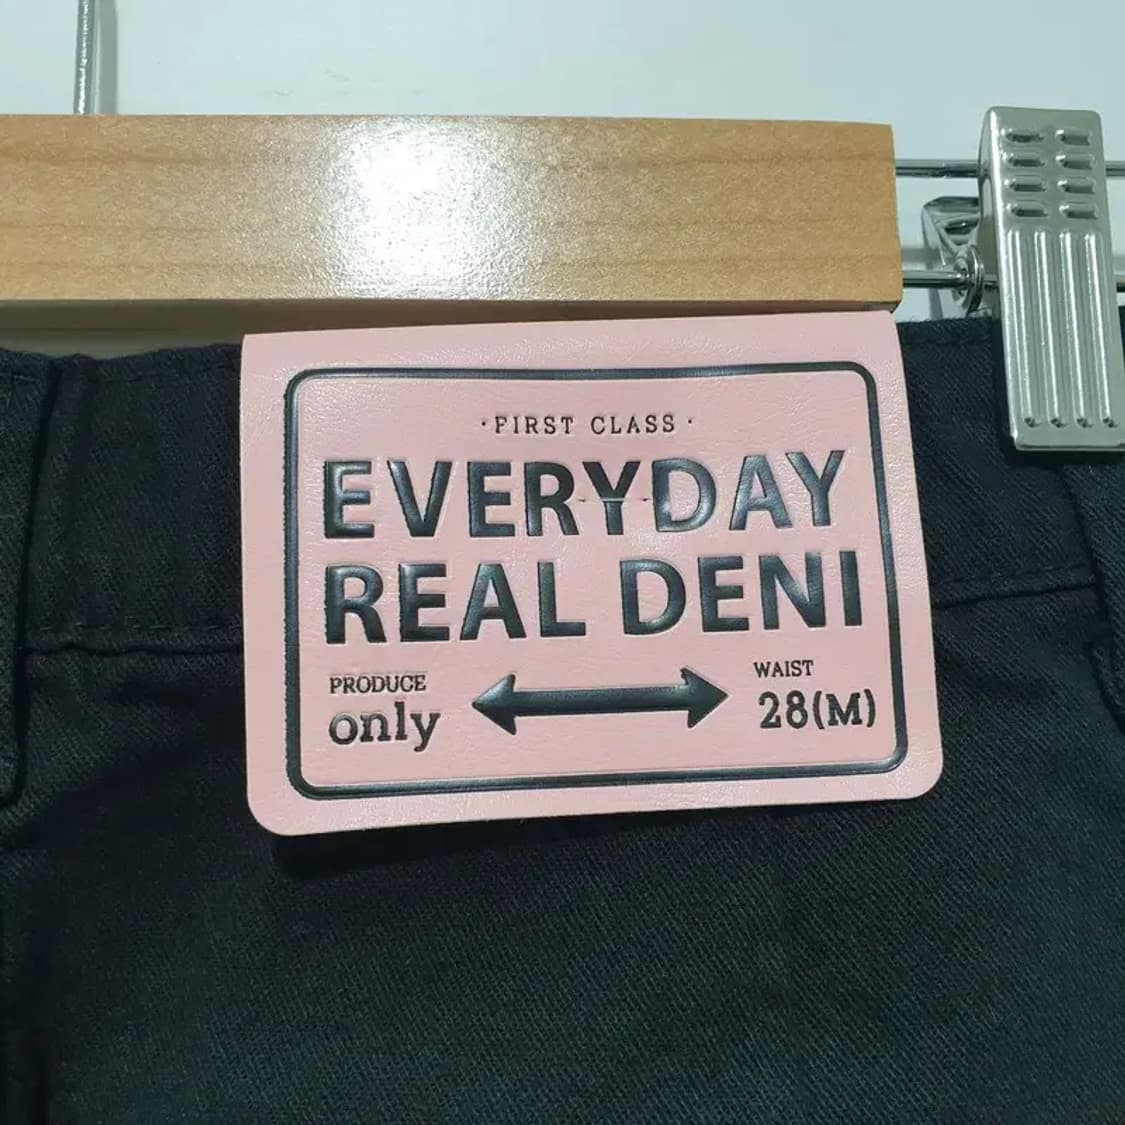 ·FIRST CLASS·
EVERYDAY
REAL DENI
PRODUCE
only
WAIST
28(M)